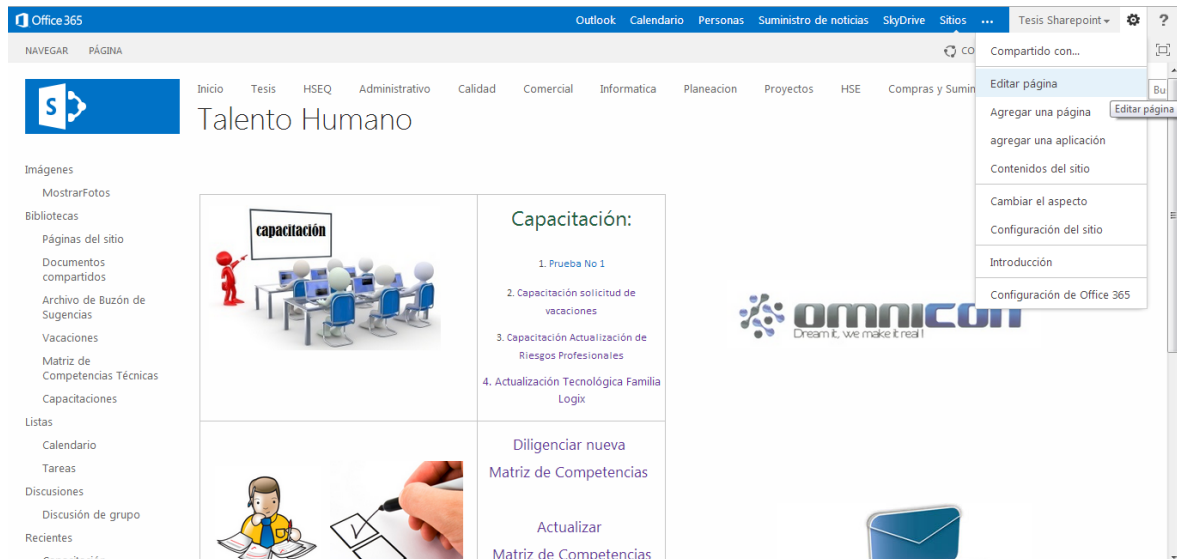 Office 365
Outlook Calendario Personas Suministro de noticias SkyDrive Sitios ... Tesis Sharepoint ?
NAVEGAR PÁGINA
CO
Compartido con...
Editar página
Bu
Editar página
Agregar una página
agregar una aplicación
Contenidos del sitio
Cambiar el aspecto
Configuración del sitio
Introducción
Configuración de Office 365
S
Inicio Tesis HSEQ Administrativo Calidad Comercial Informatica Planeacion Proyectos HSE Compras y Sumin
Talento Humano
Imágenes
MostrarFotos
Bibliotecas
Páginas del sitio
Documentos
compartidos
Archivo de Buzón de
Sugencias
Vacaciones
Matriz de
Competencias Técnicas
Capacitaciones
Listas
Calendario
Tareas
Discusiones
Discusión de grupo
Recientes
capacitación
Capacitación:
1. Prueba No 1
2. Capacitación solicitud de
vacaciones
3. Capacitación Actualización de
Riesgos Profesionales
4. Actualización Tecnológica Familia
Logix
Diligenciar nueva
Matriz de Competencias
Actualizar
Matriz de Competencias
omnicon
Dream it, we make it real!